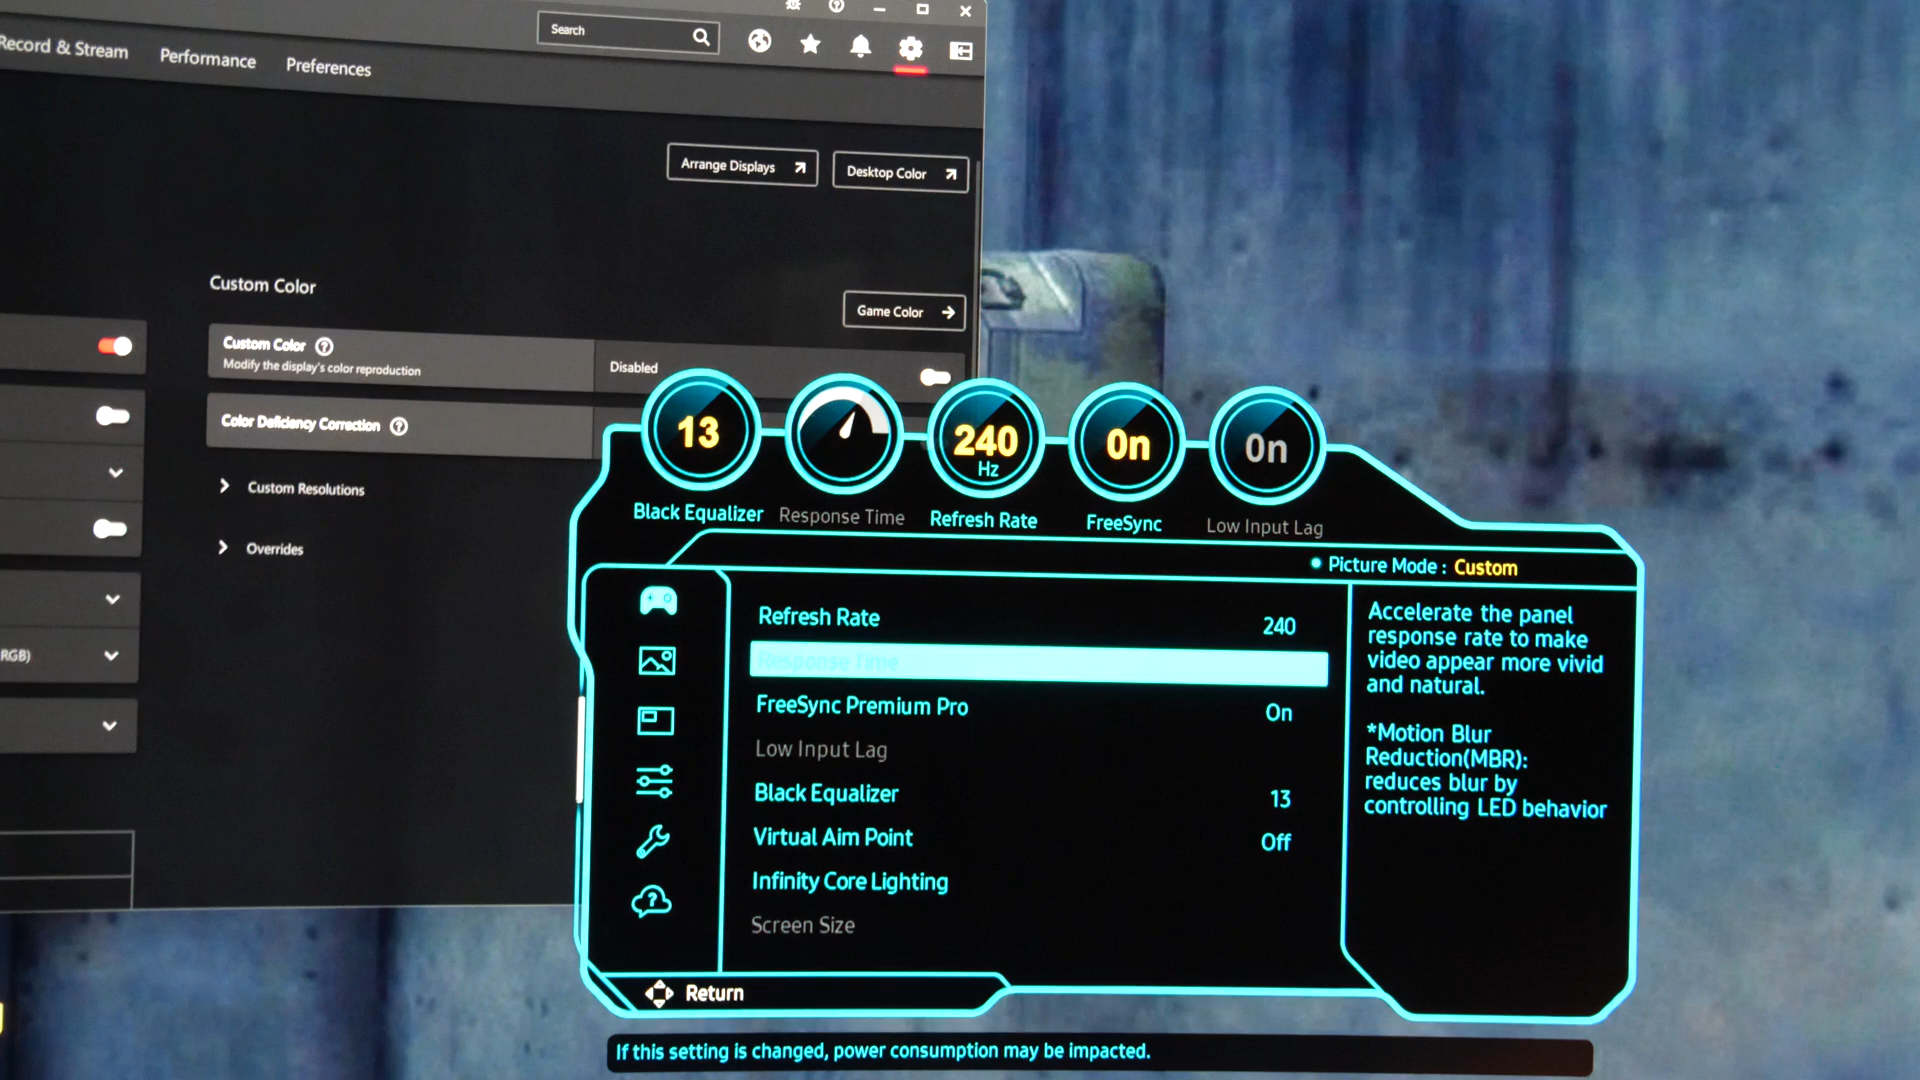 Search
Record & Stream
Performance
Preferences
Arrange Displays
Desktop Color
Custom Color
Game Color
Custom Color
Modify the display's color reproduction
Disabled
Color Deficiency Correction
Custom Resolutions
Overrides
RGB)
13
240
Hz
On
On
Black Equalizer
Response Time
Refresh Rate
FreeSync
Low Input Lag
Picture Mode : Custom
Refresh Rate 240
Response Time
FreeSync Premium Pro On
Low Input Lag
Black Equalizer 13
Virtual Aim Point Off
Infinity Core Lighting
Screen Size
Accelerate the panel
response rate to make
video appear more vivid
and natural.
*Motion Blur
Reduction(MBR):
reduces blur by
controlling LED behavior
Return
If this setting is changed, power consumption may be impacted.